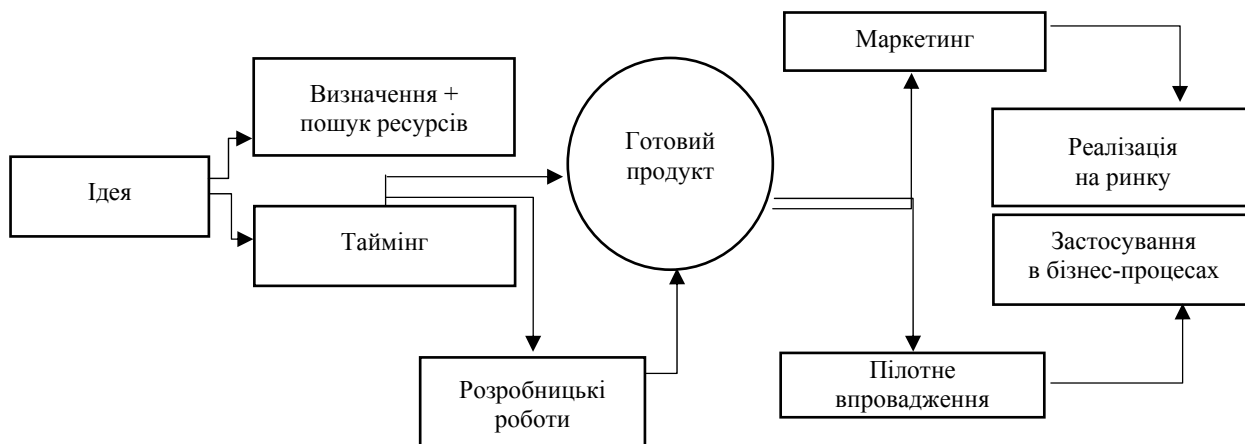 Ідея
Визначення +
пошук ресурсів
Таймінг
Розробницькі
роботи
Готовий
продукт
Маркетинг
Реалізація
на ринку
Застосування
в бізнес-процесах
Пілотне
впровадження